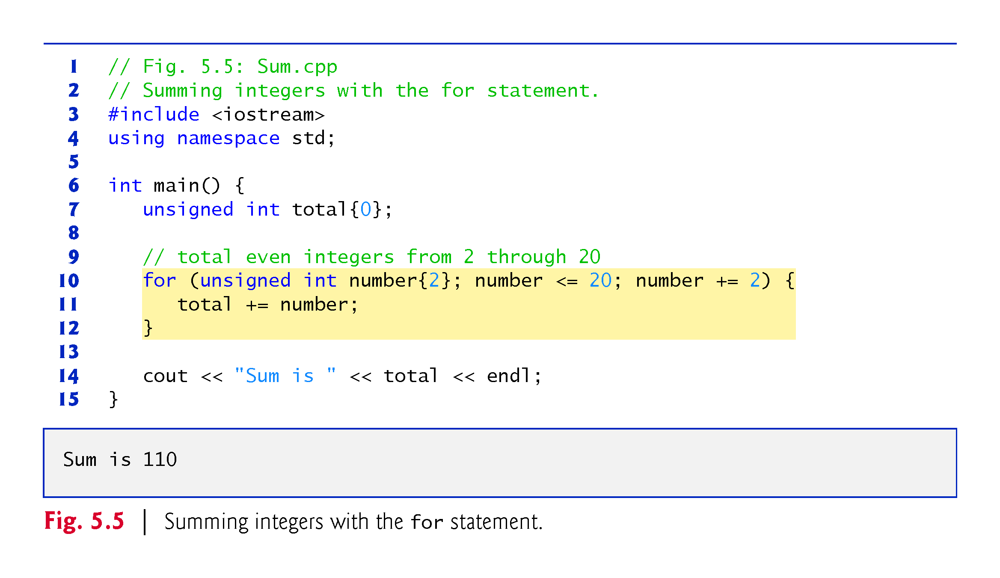 1 // Fig. 5.5: Sum.cpp
2 // Summing integers with the for statement.
3 #include <iostream>
4 using namespace std;
5
6 int main() {
7    unsigned int total{0};
8
9    // total even integers from 2 through 20
10    for (unsigned int number{2}; number <= 20; number += 2) {
11       total += number;
12    }
13
14    cout << "Sum is " << total << endl;
15 }
Sum is 110
Fig. 5.5 | Summing integers with the for statement.